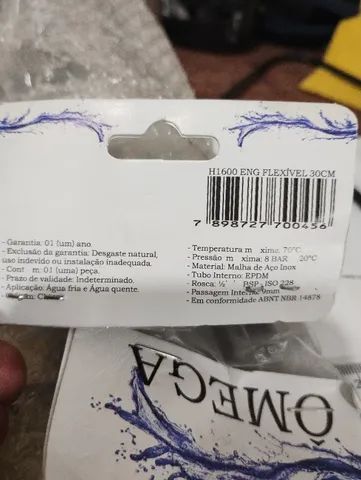 H1600 ENG FLEXÍVEL 30CM
7 898727 700456
- Garantia: 01 (um) ano
- Exclusão da garantia: Desgaste natural,
uso indevido ou instalação inadequada.
- Cont m: 01 (uma) peça.
- Prazo de validade: Indeterminado.
- Aplicação: Água fria e Água quente.
- Temperatura m xima: 70°C
- Pressão m xima: 8 BAR 20°C
- Material: Malha de Aço Inox
- Tubo Interno: EPDM
- Rosca: ½'' BSP - ISO 228
- Passagem Interna: 9mm
- Em conformidade ABNT NBR 14878
ÔMEGA